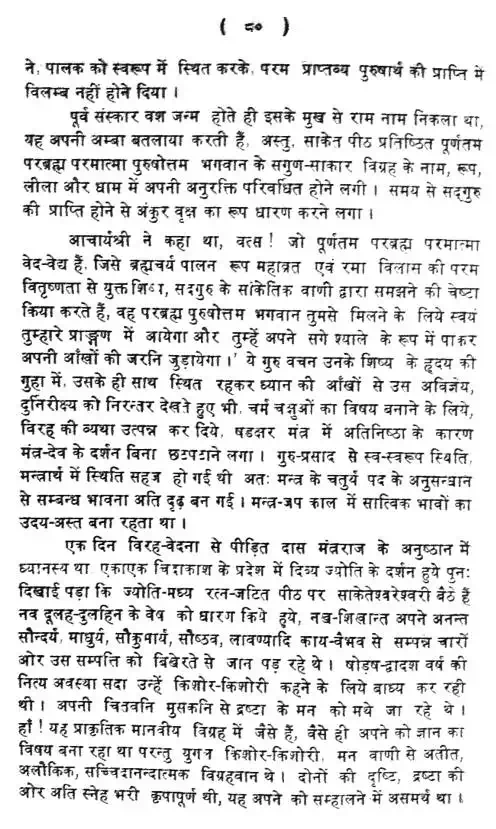 ( ८० )
ने, पालक को स्वरूप में स्थित करके, परम प्राप्तव्य पुरुषार्थ की प्राप्ति में
विलम्ब नहीं होने दिया ।
पूर्व संस्कार वश जन्म होते ही इसके मुख से राम नाम निकला था,
यह अपनी अम्बा बतलाया करती हैं, अस्तु, साकेत पीठ प्रतिष्ठित पूर्णतम
परब्रह्म परमात्मा पुरुषोत्तम भगवान के सगुण-साकार विग्रह के नाम, रूप,
लीला और धाम में अपनी अनुरक्ति परिवर्धित होने लगी । समय से सद्गुरु
की प्राप्ति होने से अंकुर वृक्ष का रूप धारण करने लगा ।
आचार्यश्री ने कहा था, वत्स ! जो पूर्णतम परब्रह्म परमात्मा
वेद-वेद्य हैं, जिसे ब्रह्मचर्य पालन रूप महाव्रत एवं रमा विलास की परम
वितृष्णता से युक्त शिष्य, सद्गुरु के सांकेतिक वाणी द्वारा समझने की चेष्टा
किया करते हैं, वह परब्रह्म पुरुषोत्तम भगवान तुमसे मिलने के लिये स्वयं
तुम्हारे प्राङ्गण में आयेगा और तुम्हें अपने सगे श्याले के रूप में पाकर
अपनी आँखों की जरनि जुड़ायेगा ।' ये गुरु वचन उनके शिष्य के हृदय की
गुहा में, उसके ही साथ स्थित रहकर ध्यान की आँखों से उस अविज्ञेय,
दुनिरीक्ष्य को निरन्तर देखते हुए भी, चर्म चक्षुओं का विषय बनाने के लिये,
विरह की व्यथा उत्पन्न कर दिये, षडक्षर मंत्र में अतिनिष्ठा के कारण
मंत्र-देव के दर्शन बिना छटपटाने लगा । गुरु-प्रसाद से स्व-स्वरूप स्थिति,
मन्त्रार्थ में स्थिति सहज हो गई थी अतः मन्त्र के चतुर्थ पद के अनुसन्धान
से सम्बन्ध भावना अति दृढ़ बन गई । मन्त्र-जप काल में सात्विक भावों का
उदय-अस्त बना रहता था ।
एक दिन विरह-वेदना से पीड़ित दास मंत्रराज के अनुष्ठान में
ध्यानस्थ था एकाएक चिदाकाश के प्रदेश में दिव्य ज्योति के दर्शन हुये पुनः
दिखाई पड़ा कि ज्योति-मध्य रत्न-जटित पीठ पर साकेतेश्वरेश्वरी बैठे हैं
नव दूलह-दुलहिन के वेष को धारण किये हुये, नख-शिखान्त अपने अनन्त
सौन्दर्य, माधुर्य, सौकुमार्य, सौष्ठव, लावण्यादि काय-वैभव से सम्पन्न चारों
ओर उस सम्पति को बिखेरते से जान पड़ रहे थे । षोड़ष-द्वादश वर्ष की
नित्य अवस्था सदा उन्हें किशोर-किशोरी कहने के लिये बाध्य कर रही
थी । अपनी चितवनि मुसकनि से द्रष्टा के मन को मथे जा रहे थे ।
हाँ ! यह प्राकृतिक मानवीय विग्रह में जैसे हैं, वैसे ही अपने को ज्ञान का
विषय बना रहा था परन्तु युगल किशोर-किशोरी, मन वाणी से अतीत,
अलौकिक, सच्चिदानन्दात्मक विग्रहवान थे । दोनों की दृष्टि, द्रष्टा की
ओर अति स्नेह भरी कृपापूर्ण थी, यह अपने को सम्हालने में असमर्थ था ।